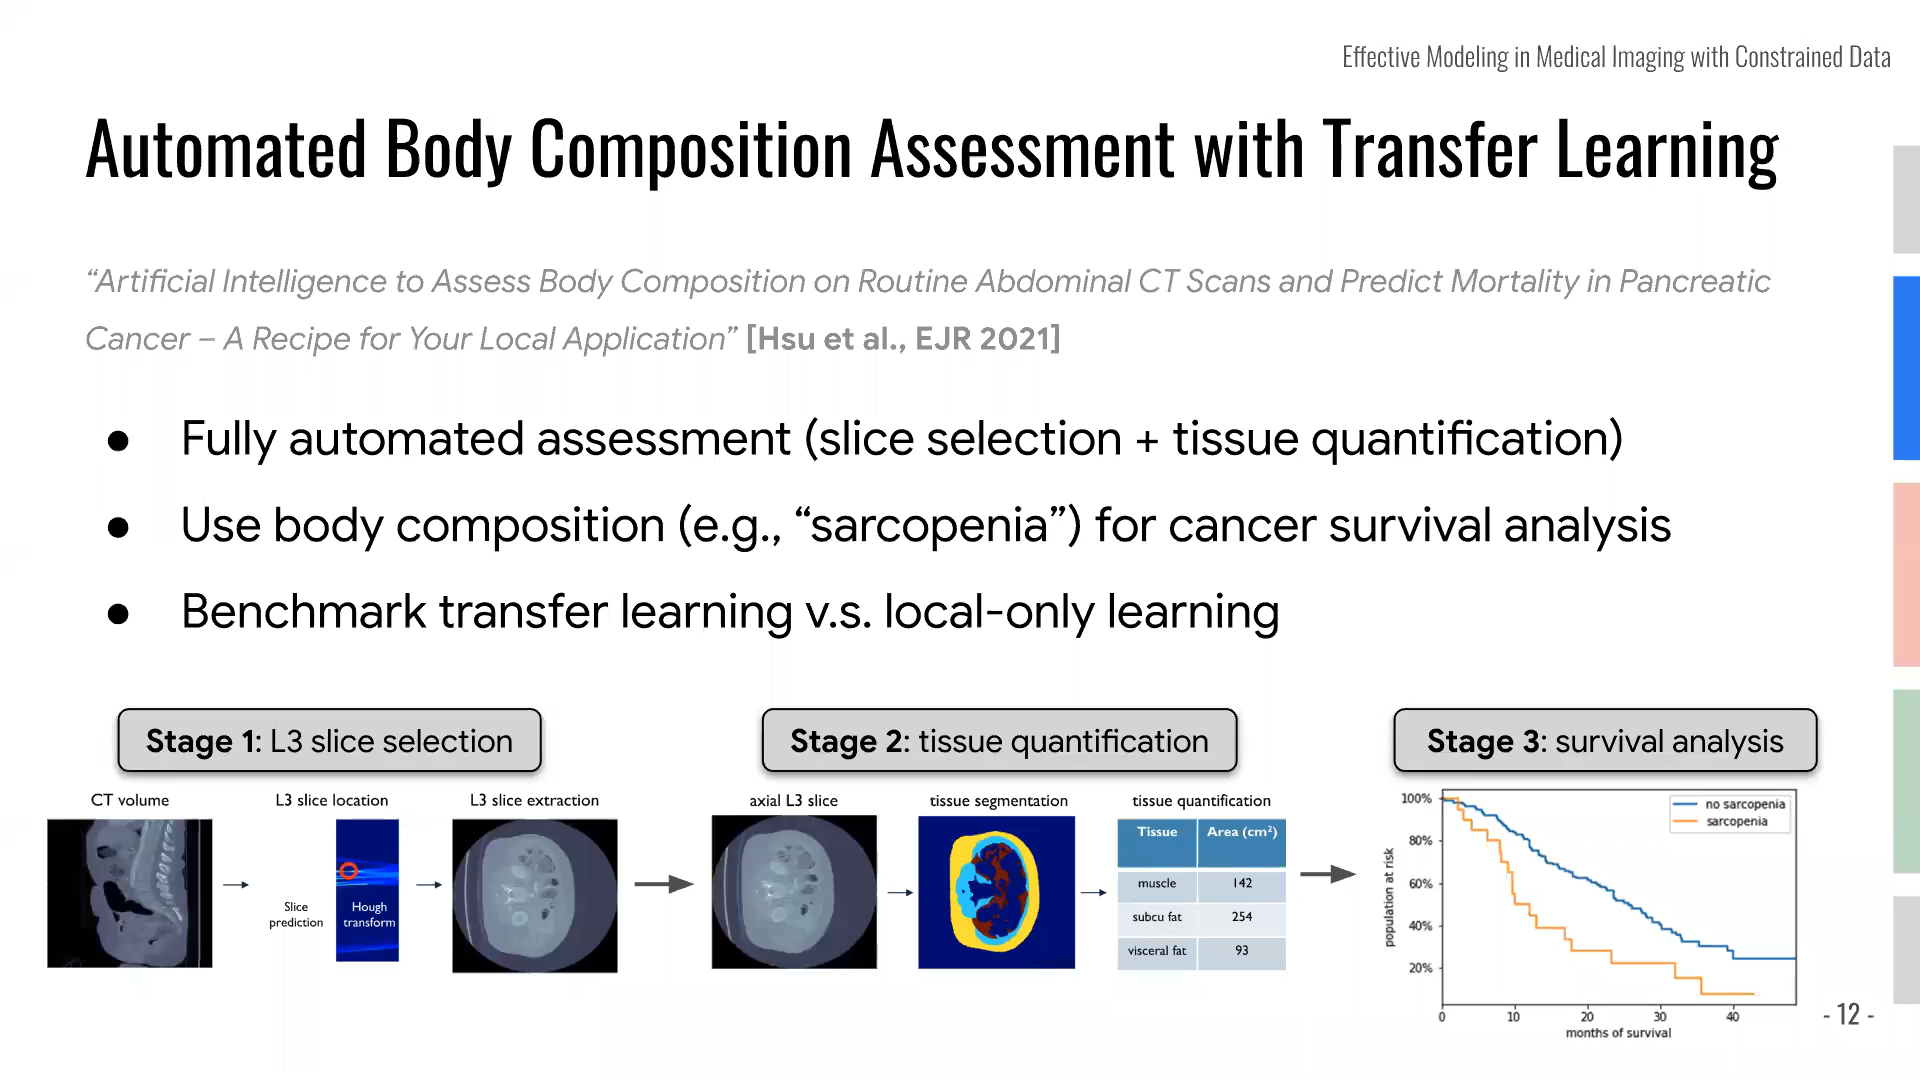 Effective Modeling in Medical Imaging with Constrained Data
Automated Body Composition Assessment with Transfer Learning
“Artificial Intelligence to Assess Body Composition on Routine Abdominal CT Scans and Predict Mortality in Pancreatic
Cancer – A Recipe for Your Local Application” [Hsu et al., EJR 2021]
● Fully automated assessment (slice selection + tissue quantification)
● Use body composition (e.g., “sarcopenia”) for cancer survival analysis
● Benchmark transfer learning v.s. local-only learning
Stage 1: L3 slice selection
CT volume
L3 slice location
L3 slice extraction
Slice
prediction
Hough
transform
Stage 2: tissue quantification
axial L3 slice
tissue segmentation
tissue quantification
Tissue Area (cm²)
muscle 142
subcu fat 254
visceral fat 93
Stage 3: survival analysis
no sarcopenia
sarcopenia
population at risk
100%
80%
60%
40%
20%
0 10 20 30 40
months of survival
- 12 -